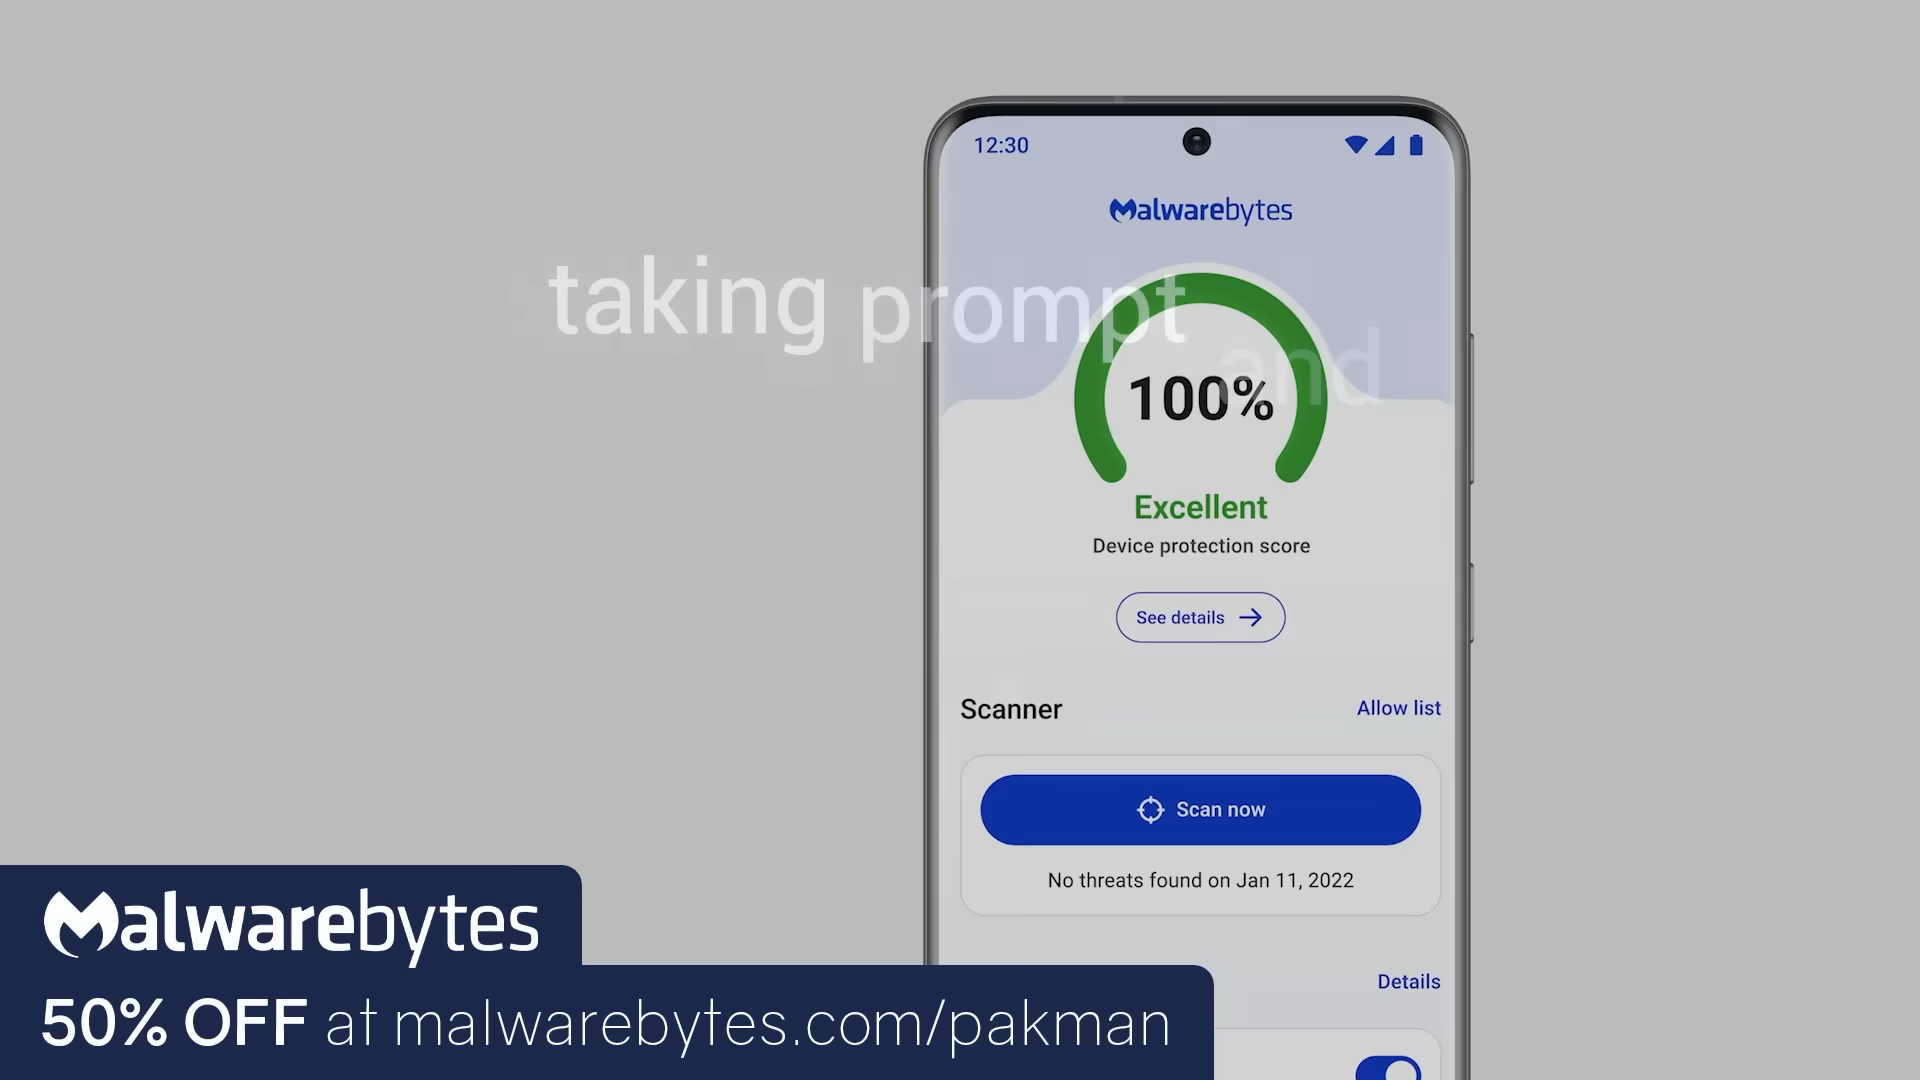 12:30
Malwarebytes
taking prompt and
100%
Excellent
Device protection score
See details
Scanner
Allow list
Scan now
No threats found on Jan 11, 2022
Details
Malwarebytes
50% OFF at malwarebytes.com/pakman